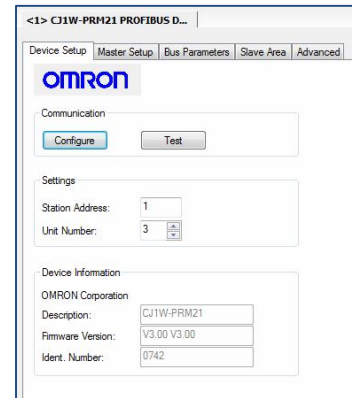 <1> CJ1W-PRM21 PROFIBUS D...
Device Setup Master Setup Bus Parameters Slave Area Advanced
OMRON
Communication
Configure Test
Settings
Station Address: 1
Unit Number: 3
Device Information
OMRON Corporation
Description: CJ1W-PRM21
Firmware Version: V3.00 V3.00
Ident. Number: 0742